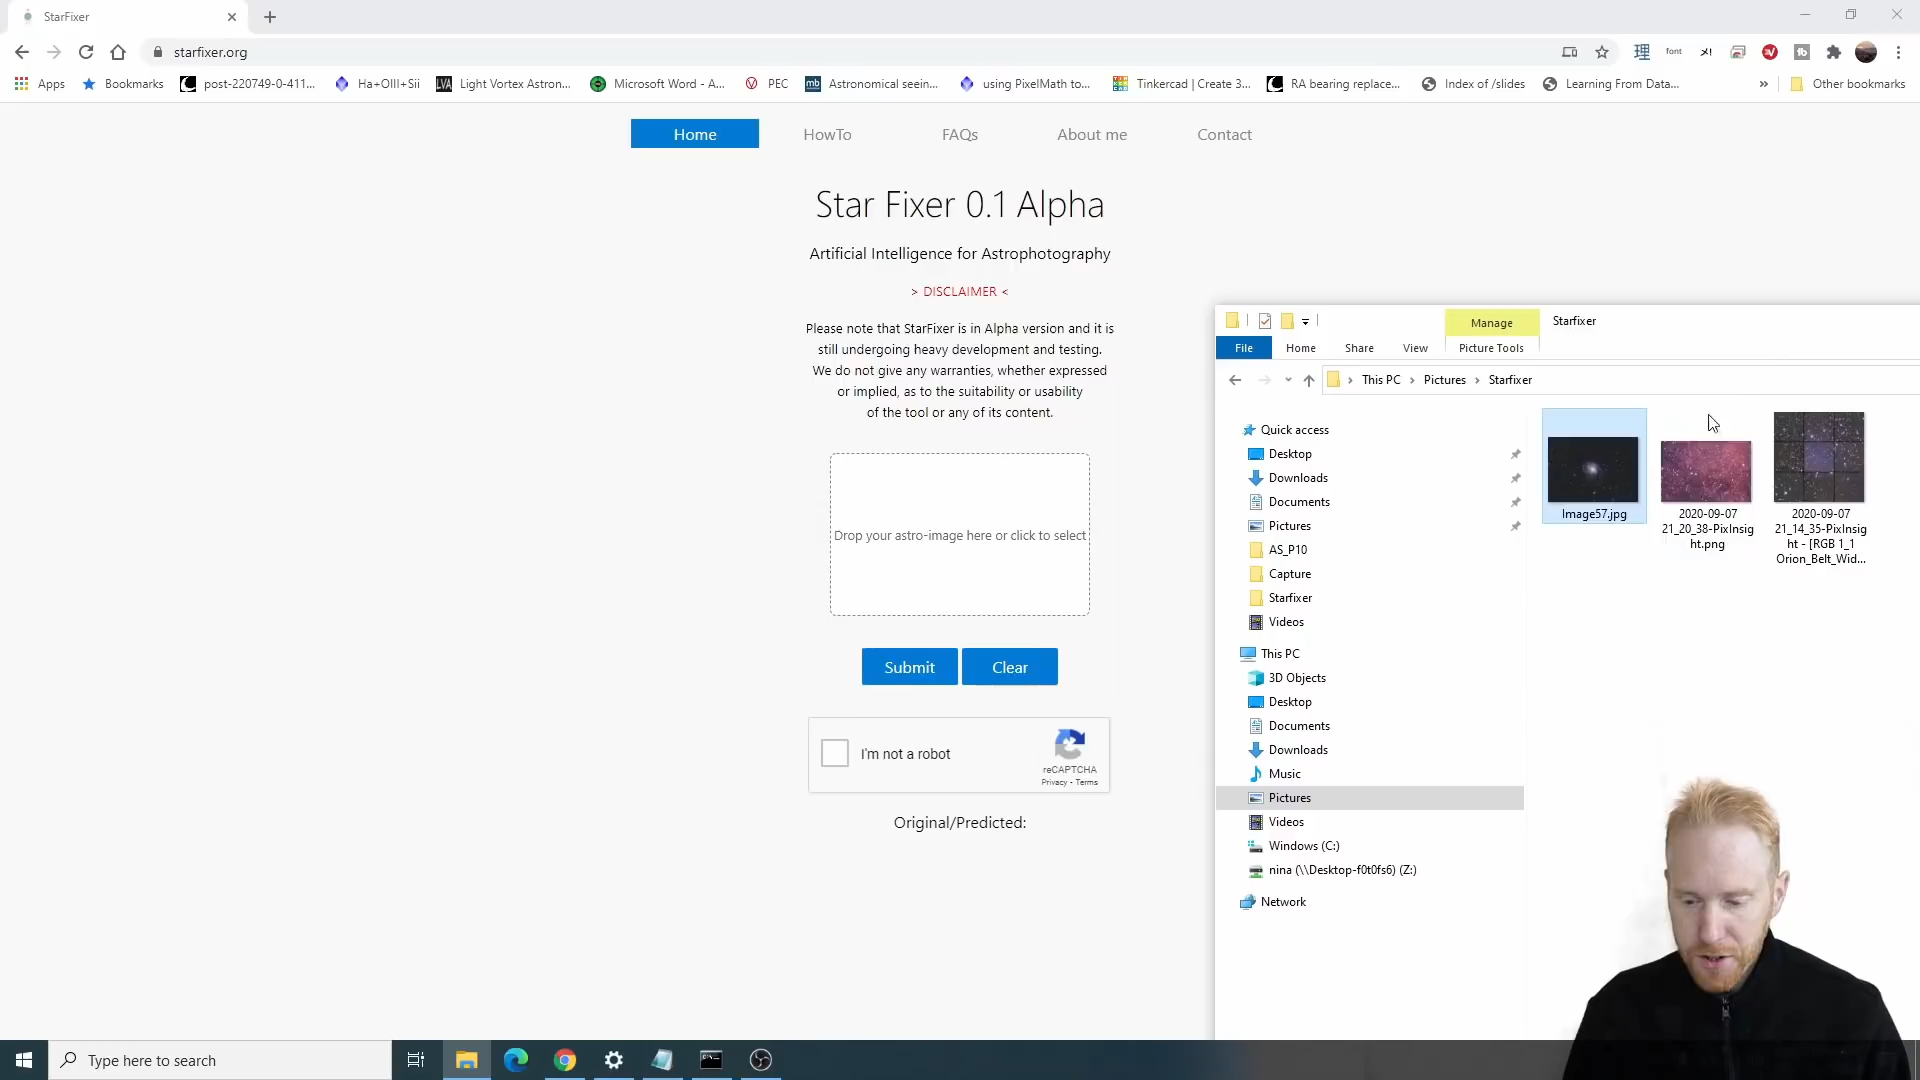 StarFixer
starfixer.org
font
Apps
Bookmarks
post-220749-0-411...
Ha+OIII+Sii
LVA
Light Vortex Astron...
Microsoft Word - A...
PEC
mb
Astronomical seein...
using PixelMath to...
Tinkercad | Create 3...
RA bearing replace...
Index of /slides
Learning From Data...
»
Other bookmarks
Home
HowTo
FAQs
About me
Contact
Star Fixer 0.1 Alpha
Artificial Intelligence for Astrophotography
> DISCLAIMER <
Please note that StarFixer is in Alpha version and it is
still undergoing heavy development and testing.
We do not give any warranties, whether expressed
or implied, as to the suitability or usability
of the tool or any of its content.
Drop your astro-image here or click to select
Submit
Clear
I'm not a robot
reCAPTCHA
Privacy - Terms
Original/Predicted:
Manage
Starfixer
File
Home
Share
View
Picture Tools
This PC
Pictures
Starfixer
Quick access
Desktop
Downloads
Documents
Pictures
AS_P10
Capture
Starfixer
Videos
This PC
3D Objects
Desktop
Documents
Downloads
Music
Pictures
Videos
Windows (C:)
nina (\\Desktop-f0t0fs6) (Z:)
Network
Image57.jpg
2020-09-07
21_20_38-PixInsig
ht.png
2020-09-07
21_14_35-PixInsig
ht - [RGB 1_1
Orion_Belt_Wid...
Type here to search